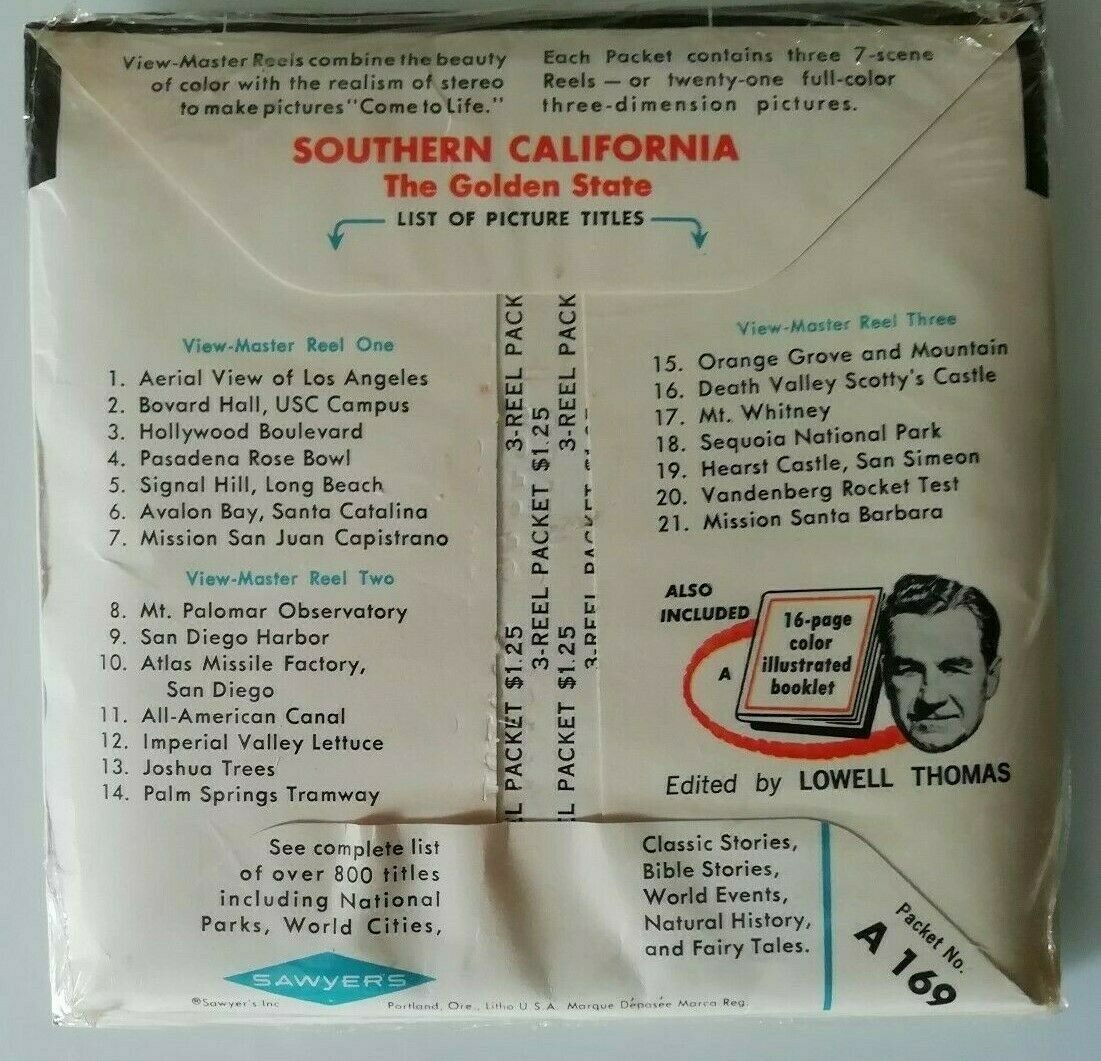 View-Master Reels combine the beauty
of color with the realism of stereo
to make pictures "Come to Life."
Each Packet contains three 7-scene
Reels — or twenty-one full-color
three-dimension pictures.
SOUTHERN CALIFORNIA
The Golden State
LIST OF PICTURE TITLES
View-Master Reel One
1. Aerial View of Los Angeles
2. Bovard Hall, USC Campus
3. Hollywood Boulevard
4. Pasadena Rose Bowl
5. Signal Hill, Long Beach
6. Avalon Bay, Santa Catalina
7. Mission San Juan Capistrano
View-Master Reel Two
8. Mt. Palomar Observatory
9. San Diego Harbor
10. Atlas Missile Factory,
San Diego
11. All-American Canal
12. Imperial Valley Lettuce
13. Joshua Trees
14. Palm Springs Tramway
3-REEL PACK
EL PACKET $1.25
3-REEL PACKET $1.25
3-REEL PACK
EL PACKET $1.25
3-REEL PACKET $1.25
View-Master Reel Three
15. Orange Grove and Mountain
16. Death Valley Scotty's Castle
17. Mt. Whitney
18. Sequoia National Park
19. Hearst Castle, San Simeon
20. Vandenberg Rocket Test
21. Mission Santa Barbara
ALSO
INCLUDED
A
16-page
color
illustrated
booklet
Edited by LOWELL THOMAS
See complete list
of over 800 titles
including National
Parks, World Cities,
Classic Stories,
Bible Stories,
World Events,
Natural History,
and Fairy Tales.
Packet No.
A 169
SAWYER'S
®Sawyer's Inc
Portland, Ore., Litho U S A. Marque Déposée Marca Reg.